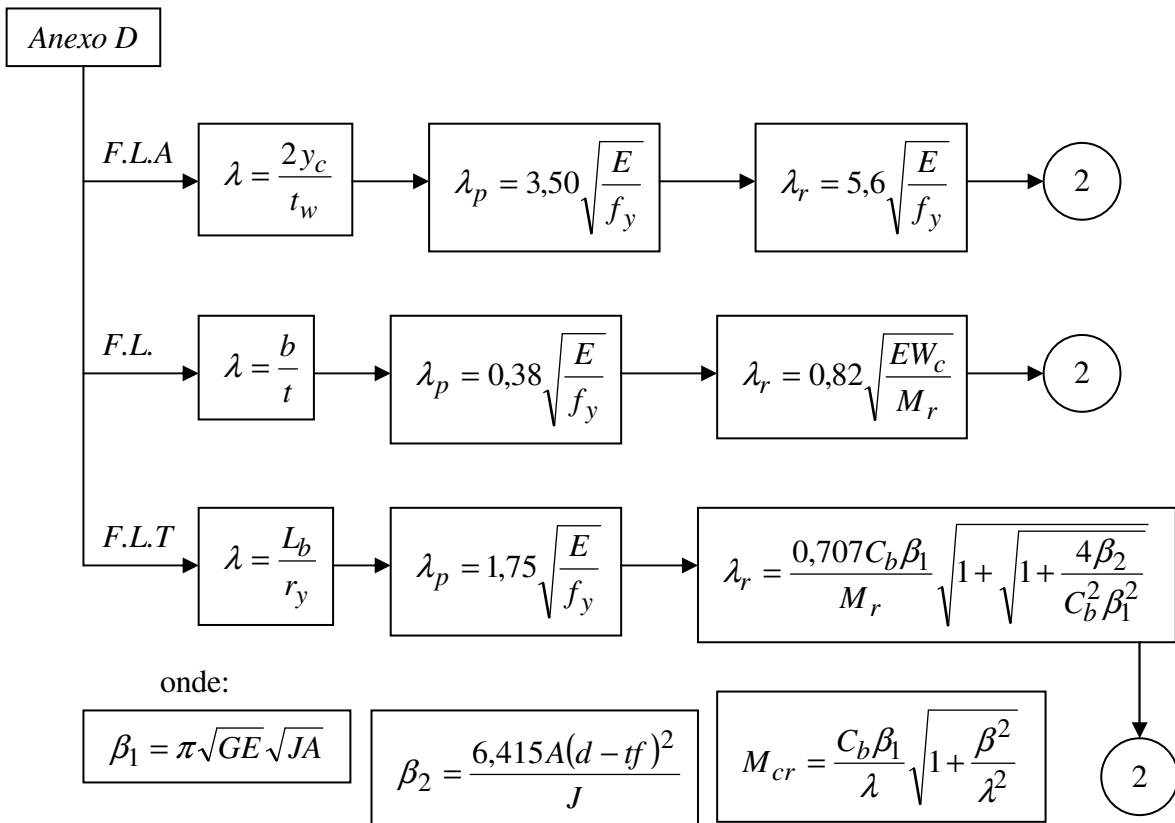 Anexo D
F.L.A
λ = 2y_c / t_w
λ_p = 3,50 √(E / f_y)
λ_r = 5,6 √(E / f_y)
2
F.L.
λ = b / t
λ_p = 0,38 √(E / f_y)
λ_r = 0,82 √(EW_c / M_r)
2
F.L.T
λ = L_b / r_y
λ_p = 1,75 √(E / f_y)
λ_r = (0,707C_b β_1 / M_r) √(1 + √(1 + 4β_2 / (C_b^2 β_1^2)))
onde:
β_1 = π√(GE) √(JA)
β_2 = 6,415A(d − tf)^2 / J
M_cr = (C_b β_1 / λ) √(1 + β^2 / λ^2)
2